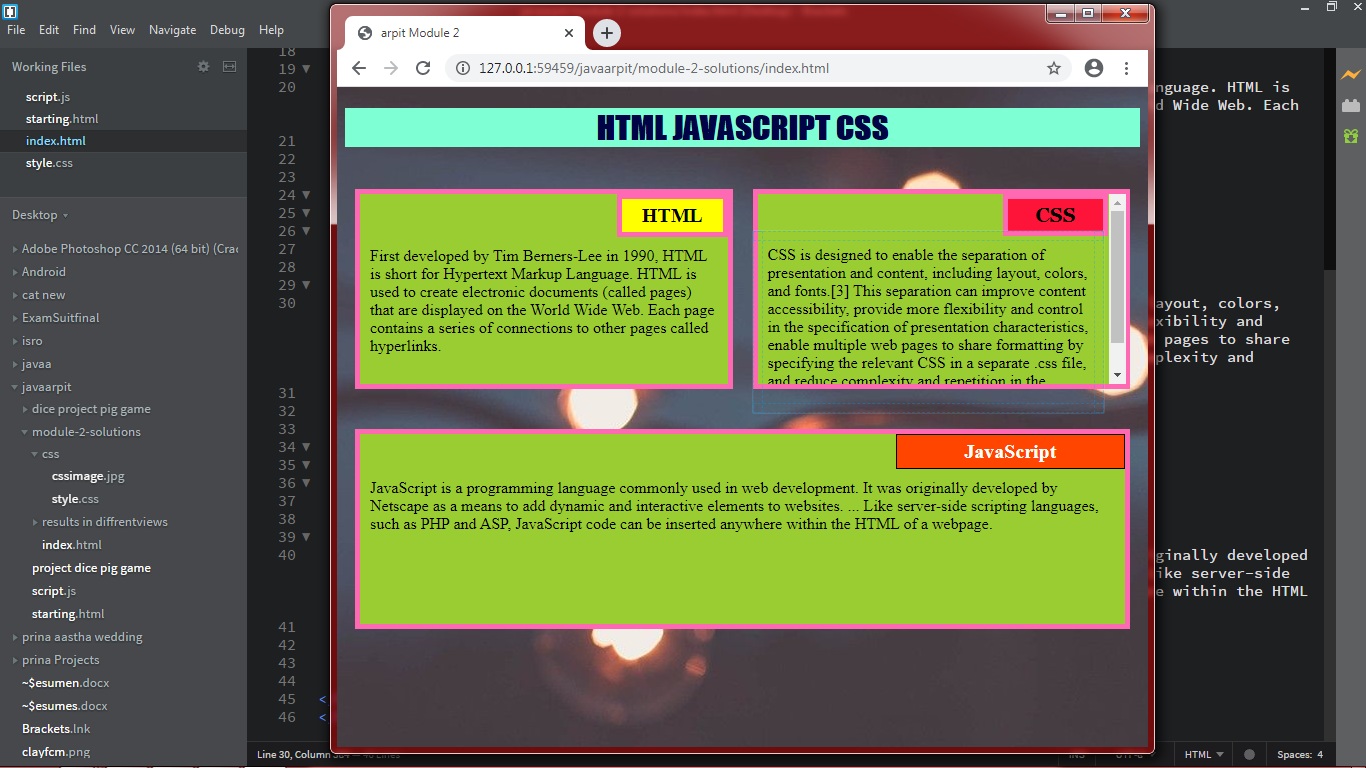 File Edit Find View Navigate Debug Help
Working Files
script.js
starting.html
index.html
style.css
Desktop
Adobe Photoshop CC 2014 (64 bit) (Crac
Android
cat new
ExamSuitfinal
isro
javaa
javaarpit
dice project pig game
module-2-solutions
css
cssimage.jpg
style.css
results in diffrentviews
index.html
project dice pig game
script.js
starting.html
prina aastha wedding
prina Projects
~$esumen.docx
~$esumes.docx
Brackets.lnk
clayfcm.png
18
19
20
21
22
23
24
25
26
27
28
29
30
31
32
33
34
35
36
37
38
39
40
41
42
43
44
45 <
46 <
arpit Module 2
127.0.0.1:59459/javaarpit/module-2-solutions/index.html
HTML JAVASCRIPT CSS
HTML
First developed by Tim Berners-Lee in 1990, HTML
is short for Hypertext Markup Language. HTML is
used to create electronic documents (called pages)
that are displayed on the World Wide Web. Each page
contains a series of connections to other pages called
hyperlinks.
CSS
CSS is designed to enable the separation of
presentation and content, including layout, colors,
and fonts.[3] This separation can improve content
accessibility, provide more flexibility and control
in the specification of presentation characteristics,
enable multiple web pages to share formatting by
specifying the relevant CSS in a separate .css file,
and reduce complexity and repetition in the
JavaScript
JavaScript is a programming language commonly used in web development. It was originally developed by
Netscape as a means to add dynamic and interactive elements to websites. ... Like server-side scripting languages,
such as PHP and ASP, JavaScript code can be inserted anywhere within the HTML of a webpage.
nguage. HTML is
d Wide Web. Each
ayout, colors,
xibility and
pages to share
plexity and
ginally developed
ike server-side
e within the HTML
Line 30, Column
HTML
Spaces: 4